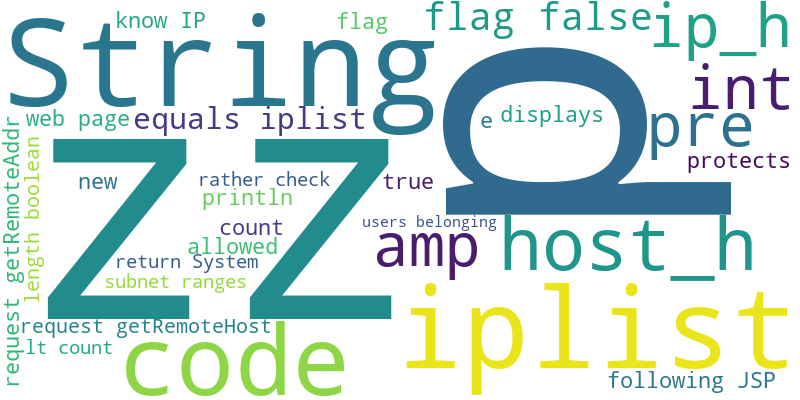 know IP
flag
flag false
ip_h
String
int
web page
equals iplist
e
displays
pre
protects
Z Z
p
new
rather check
true
println
count
users belonging
allowed
amp
host_h
return System
subnet ranges
request getRemoteAddr
length boolean
request getRemoteHost
lt count
code
iplist
following JSP